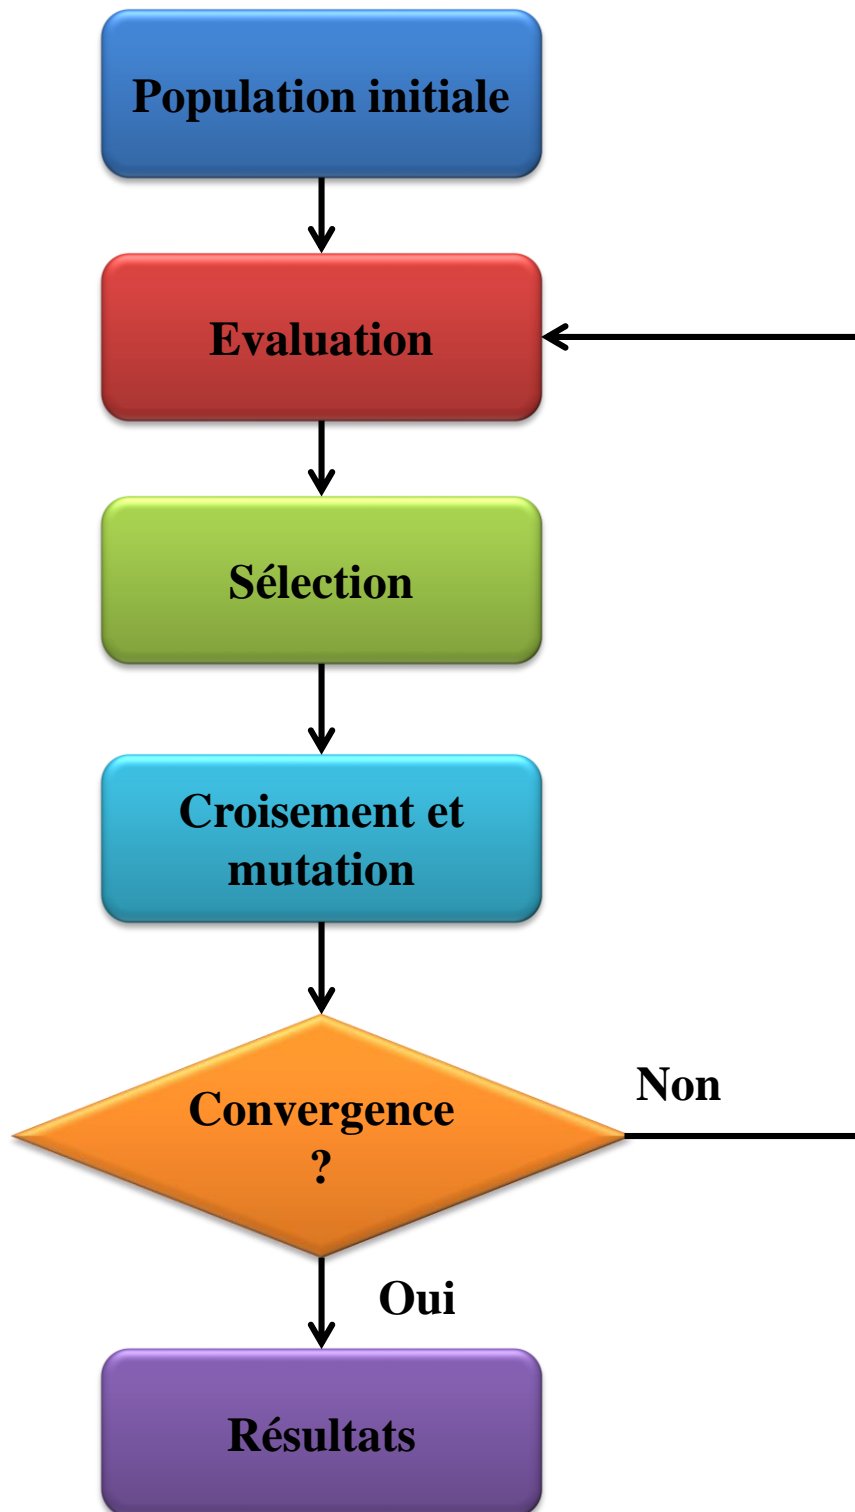 Population initiale
Evaluation
Sélection
Croisement et
mutation
Convergence
?
Non
Oui
Résultats